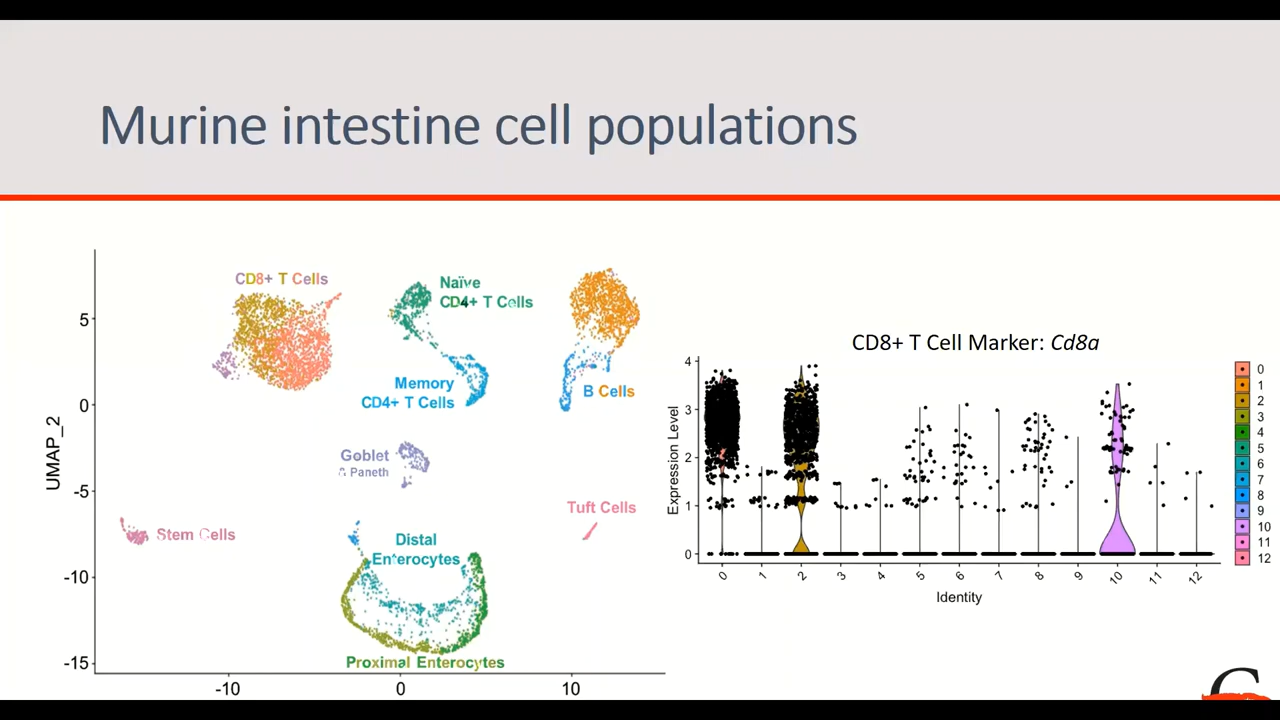 Murine intestine cell populations
CD8+ T Cells
Naïve
CD4+ T Cells
Memory
CD4+ T Cells
B Cells
Goblet
& Paneth
Tuft Cells
Stem Cells
Distal
Enterocytes
Proximal Enterocytes
UMAP_2
5
0
-5
-10
-15
-10
0
10
CD8+ T Cell Marker: Cd8a
Expression Level
4
3
2
1
0
0
1
2
3
4
5
6
7
8
9
10
11
12
Identity
0
1
2
3
4
5
6
7
8
9
10
11
12